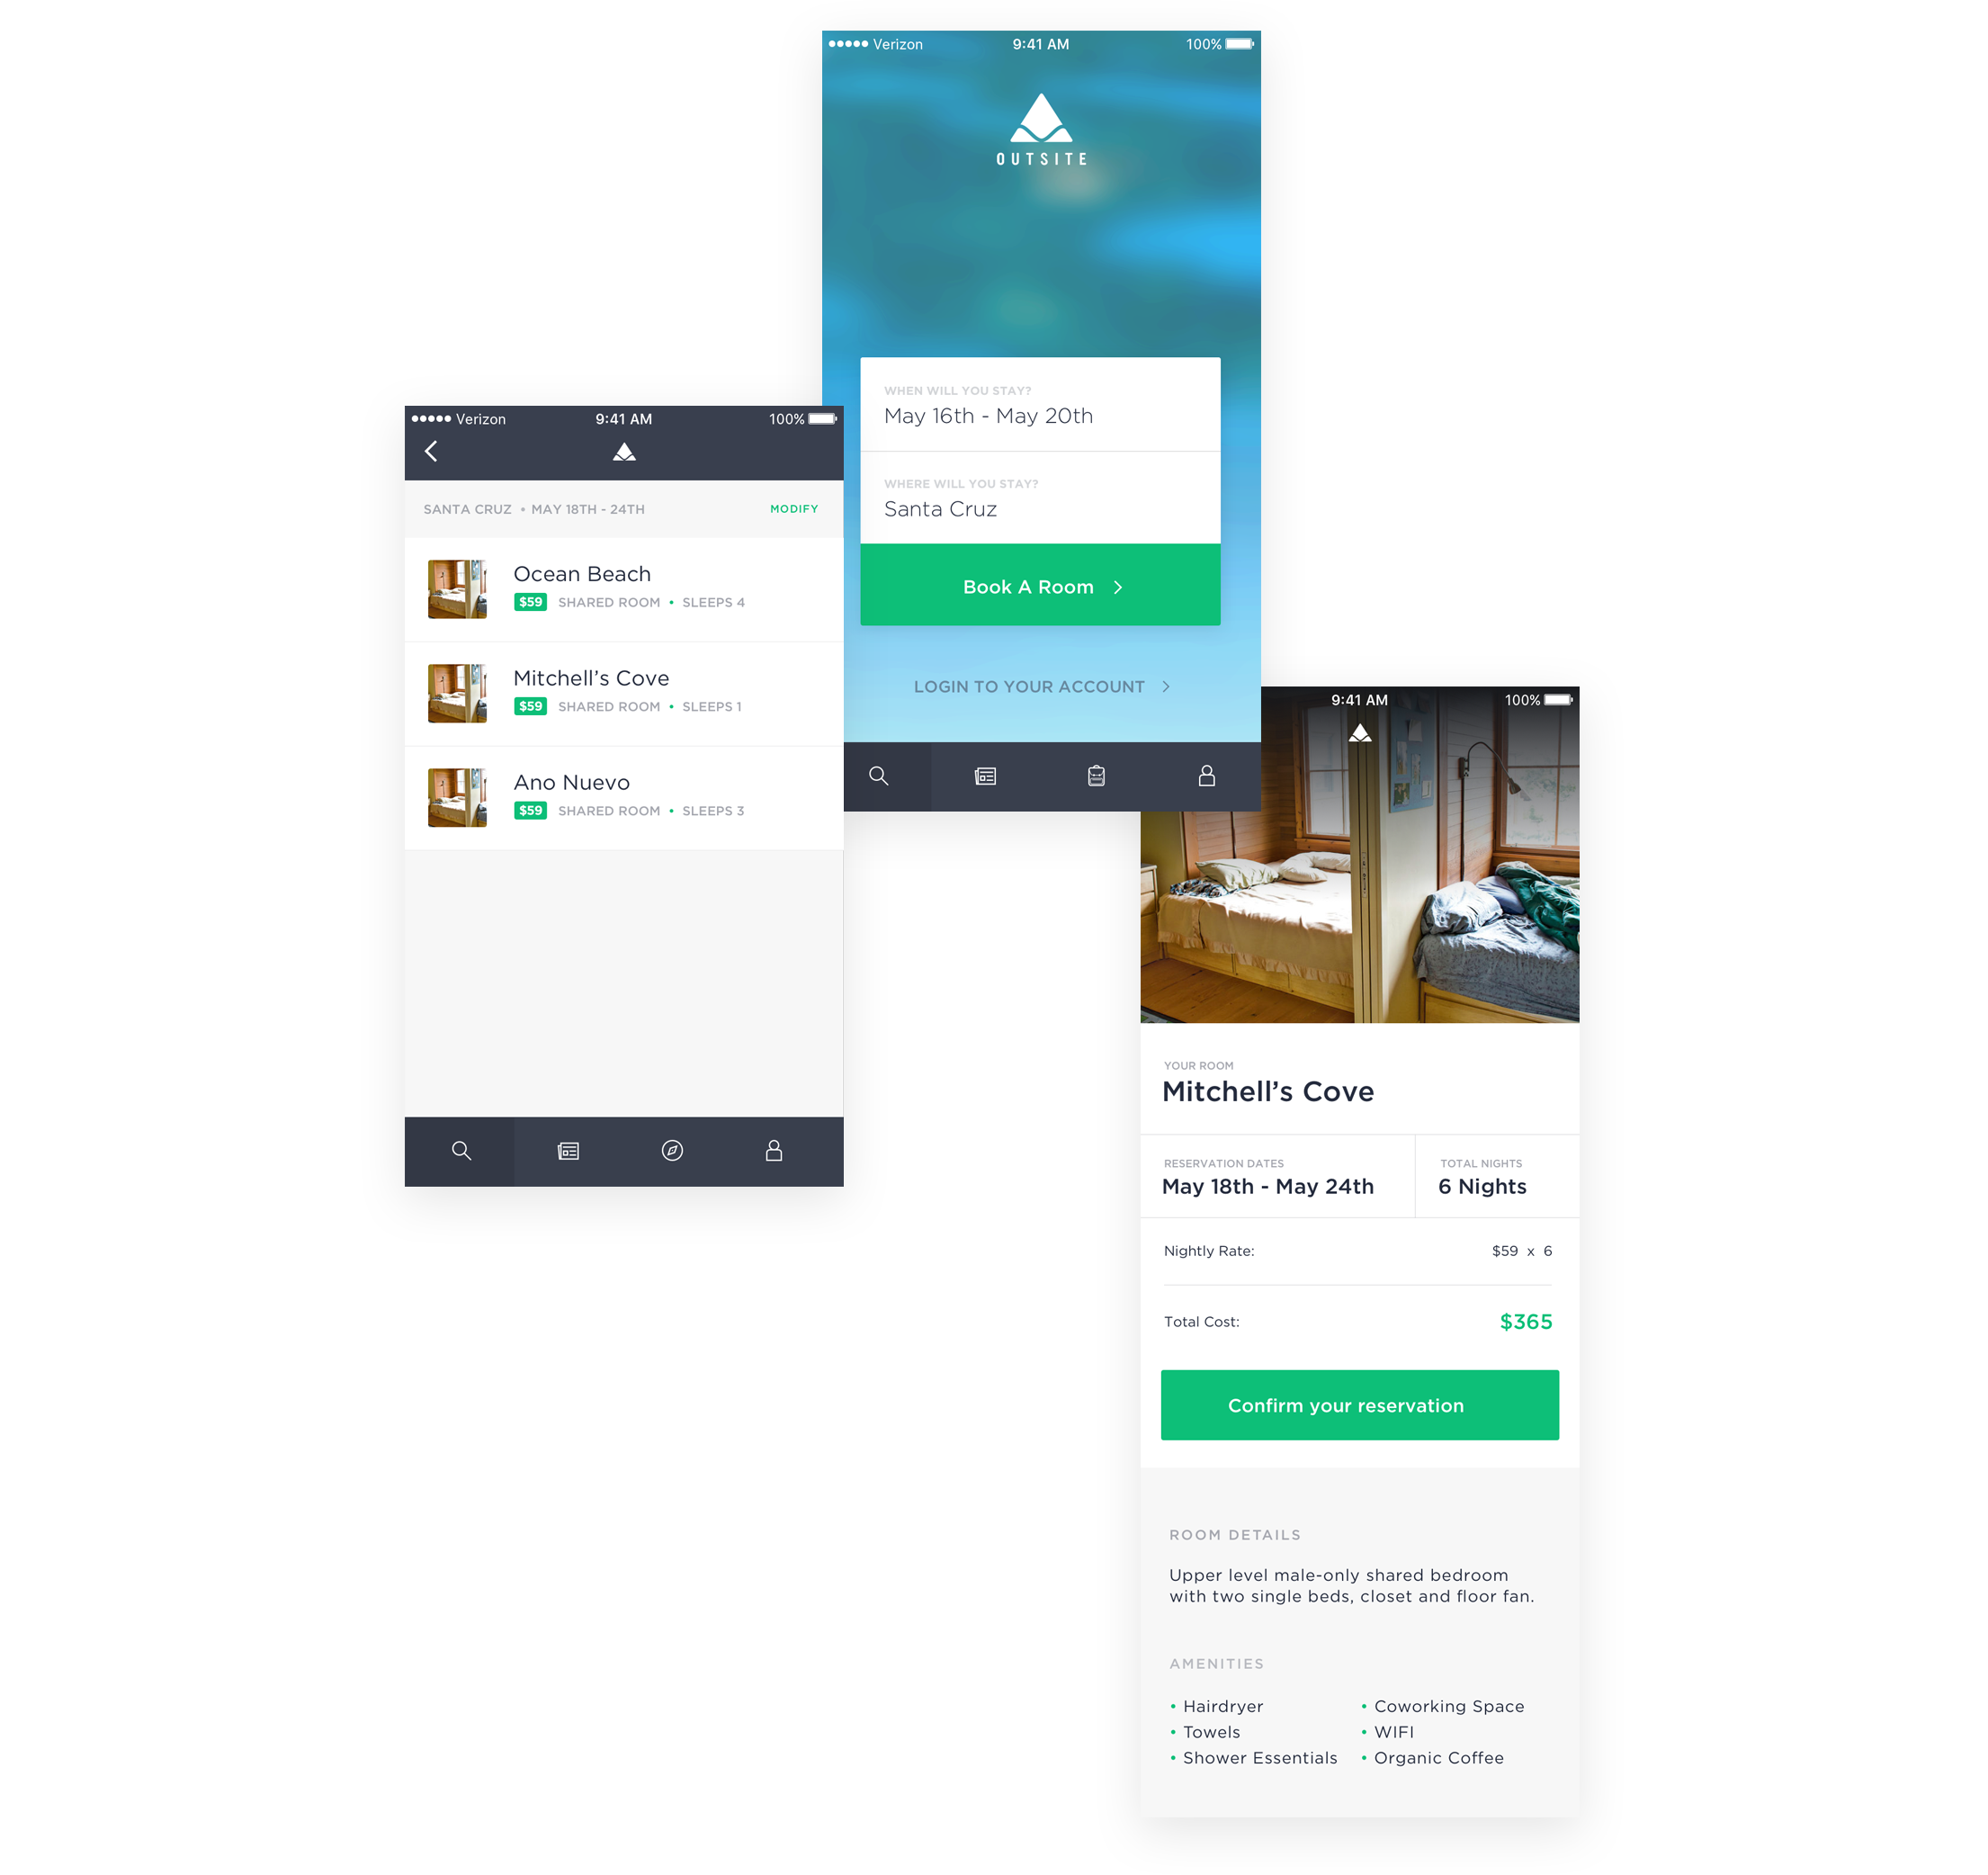 Verizon 9:41 AM 100%
OUTSITE
WHEN WILL YOU STAY?
May 16th - May 20th
WHERE WILL YOU STAY?
Santa Cruz
Book A Room
LOGIN TO YOUR ACCOUNT
Verizon 9:41 AM 100%
SANTA CRUZ • MAY 18TH - 24TH MODIFY
Ocean Beach
$59 SHARED ROOM • SLEEPS 4
Mitchell’s Cove
$59 SHARED ROOM • SLEEPS 1
Ano Nuevo
$59 SHARED ROOM • SLEEPS 3
9:41 AM 100%
YOUR ROOM
Mitchell’s Cove
RESERVATION DATES TOTAL NIGHTS
May 18th - May 24th 6 Nights
Nightly Rate: $59 x 6
Total Cost: $365
Confirm your reservation
ROOM DETAILS
Upper level male-only shared bedroom
with two single beds, closet and floor fan.
AMENITIES
• Hairdryer • Coworking Space
• Towels • WIFI
• Shower Essentials • Organic Coffee